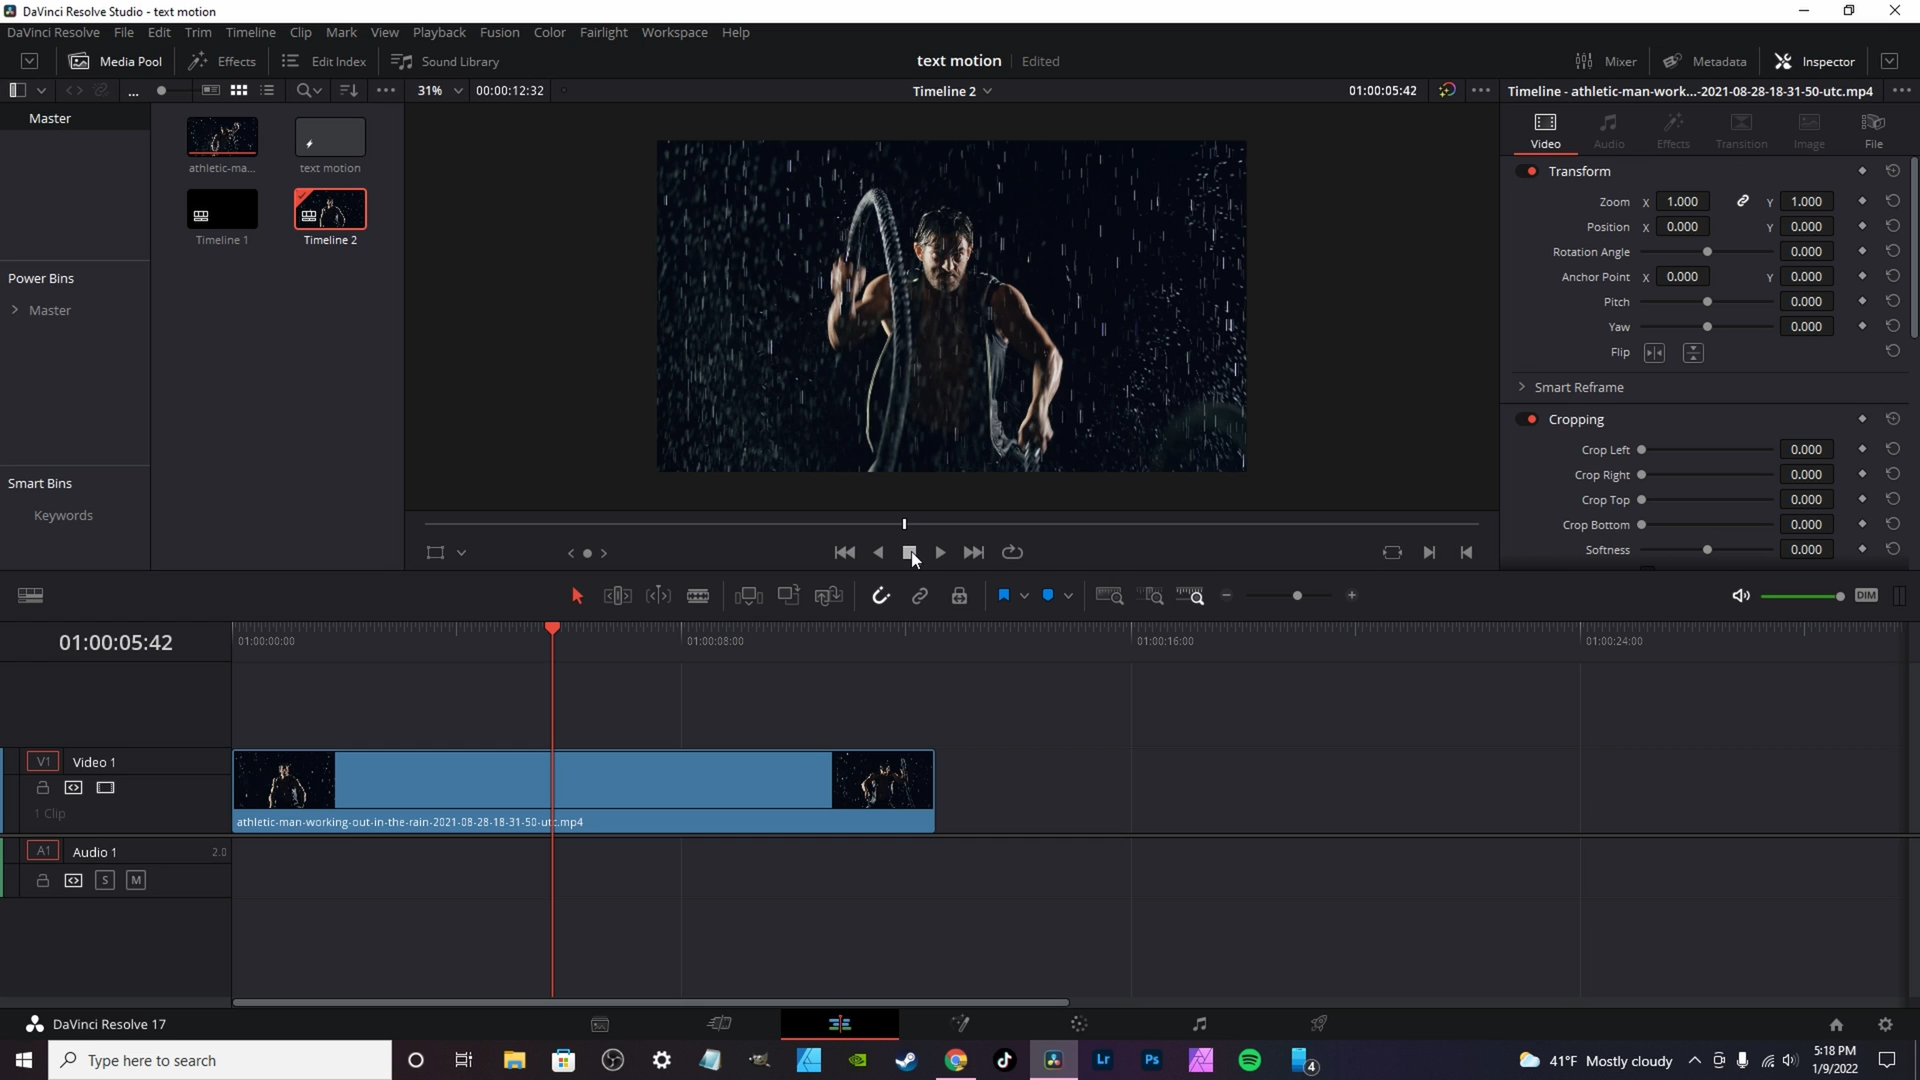 DaVinci Resolve Studio - text motion
DaVinci Resolve File Edit Trim Timeline Clip Mark View Playback Fusion Color Fairlight Workspace Help
Media Pool Effects Edit Index Sound Library text motion Edited Mixer Metadata Inspector
... 31% 00:00:12:32 Timeline 2 01:00:05:42 Timeline - athletic-man-work...-2021-08-28-18-31-50-utc.mp4
Master
Video Audio Effects Transition Image File
athletic-ma... text motion
Timeline 1 Timeline 2
Power Bins
Master
Smart Bins
Keywords
Transform
Zoom X 1.000 Y 1.000
Position X 0.000 Y 0.000
Rotation Angle 0.000
Anchor Point X 0.000 Y 0.000
Pitch 0.000
Yaw 0.000
Flip
Smart Reframe
Cropping
Crop Left 0.000
Crop Right 0.000
Crop Top 0.000
Crop Bottom 0.000
Softness 0.000
DIM
01:00:05:42
01:00:00:00 01:00:08:00 01:00:16:00 01:00:24:00
V1 Video 1
1 Clip
athletic-man-working-out-in-the-rain-2021-08-28-18-31-50-utc.mp4
A1 Audio 1 2.0
S M
DaVinci Resolve 17
Type here to search
Lr Ps 4
41°F Mostly cloudy
5:18 PM
1/9/2022